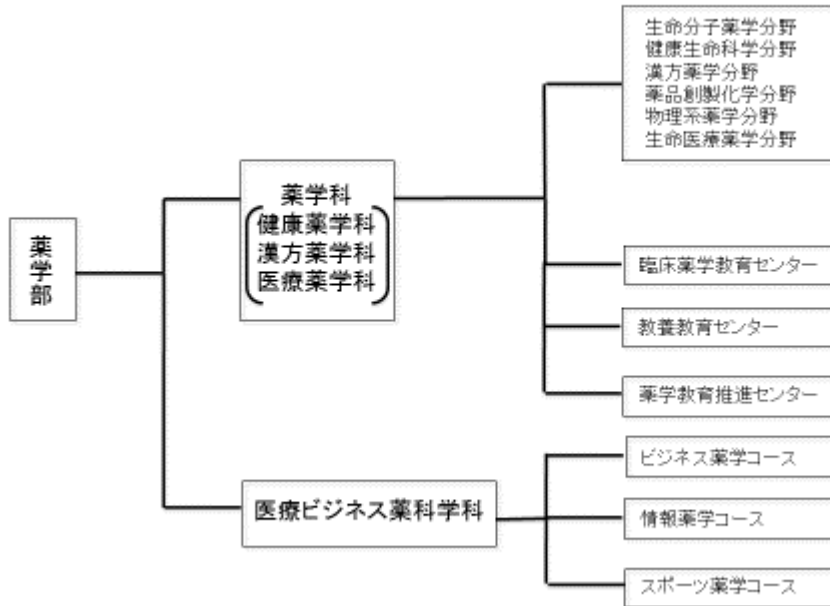 薬学部
薬学科
健康薬学科
漢方薬学科
医療薬学科
医療ビジネス薬科学科
生命分子薬学分野
健康生命科学分野
漢方薬学分野
薬品創製化学分野
物理系薬学分野
生命医療薬学分野
臨床薬学教育センター
教養教育センター
薬学教育推進センター
ビジネス薬学コース
情報薬学コース
スポーツ薬学コース